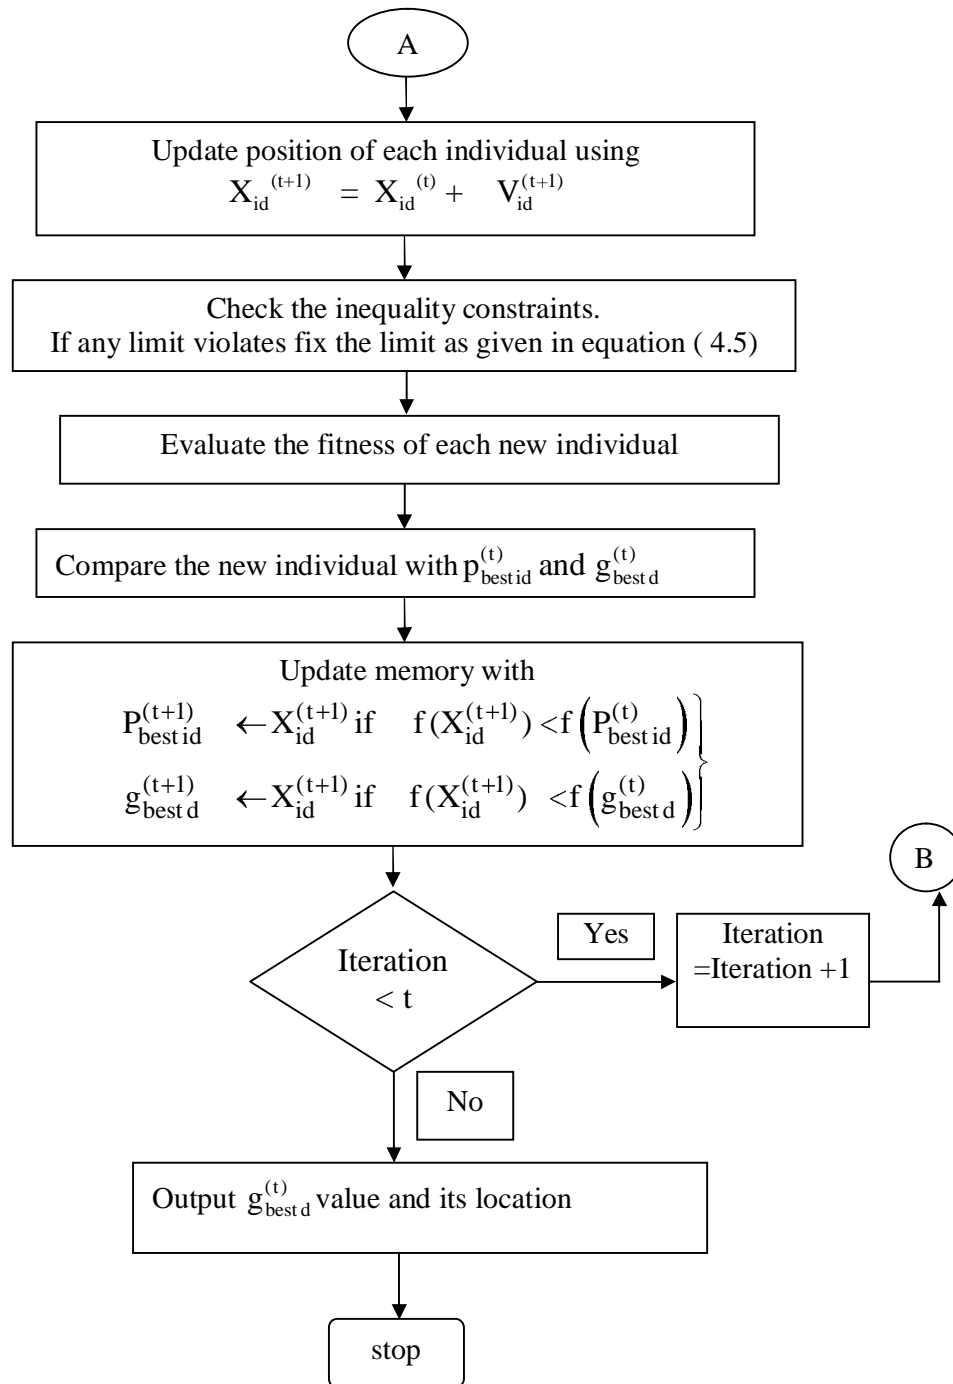 A
Update position of each individual using
X_id^(t+1) = X_id^(t) + V_id^(t+1)
Check the inequality constraints.
If any limit violates fix the limit as given in equation ( 4.5)
Evaluate the fitness of each new individual
Compare the new individual with p_best id^(t) and g_best d^(t)
Update memory with
P_best id^(t+1) ← X_id^(t+1) if f(X_id^(t+1)) < f(P_best id^(t))
g_best d^(t+1) ← X_id^(t+1) if f(X_id^(t+1)) < f(g_best d^(t)) }
B
Iteration
< t
Yes
Iteration
=Iteration +1
No
Output g_best d^(t) value and its location
stop